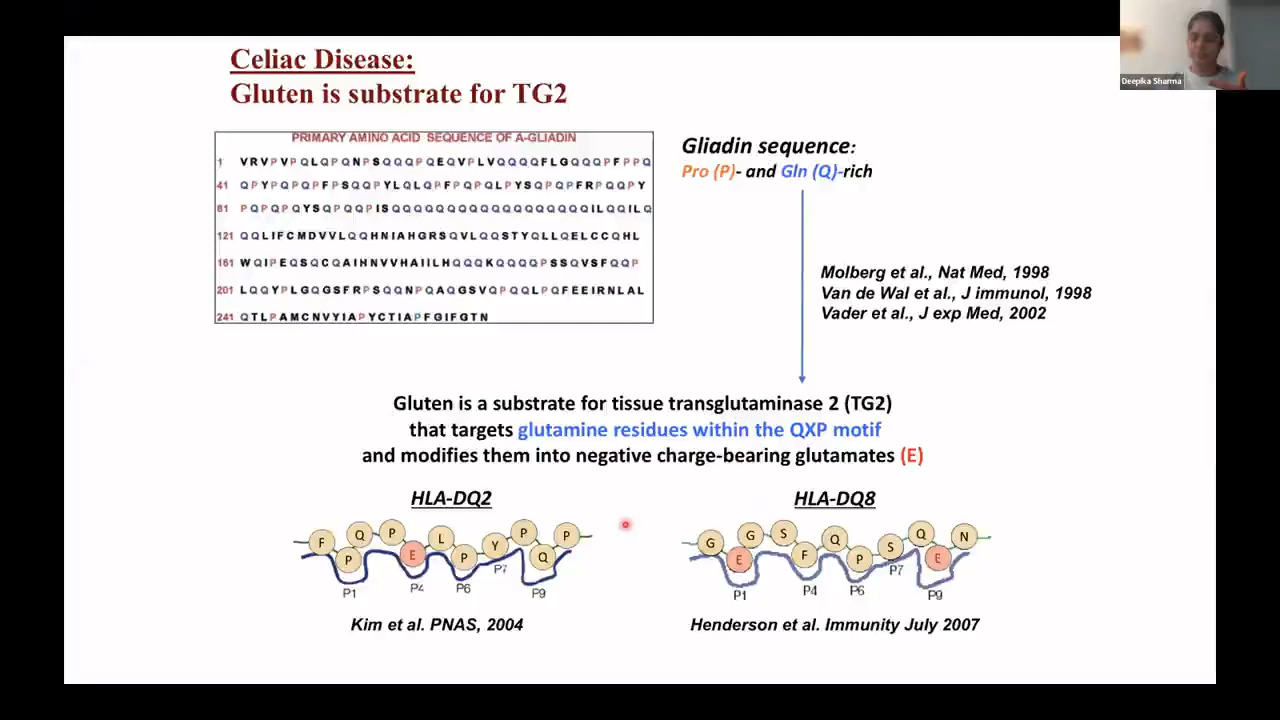 Deepika Sharma
Celiac Disease:
Gluten is substrate for TG2
PRIMARY AMINO ACID SEQUENCE OF A-GLIADIN
1 VRVPVPQLQPQNPSQQQPQEQVPLVQQQQFLGQQQPFPPQ
41 QPYPQPQPFPSQQPYLQLQPFPQPQLPYSQPQPFRPQQPY
81 PQPQPQYSQPQQPISQQQQQQQQQQQQQQQQQQILQQILQ
121 QQLIFCMDVVLQQHNIAHGRSQVLQQSTYQLLQELCCQHL
161 WQIPEQSQCQAIHNVVHAIILHQQQKQQQQPSSQVSFQQP
201 LQQYPLGQGSFRPSQQNPQAQGSVQPQQLPQFEEIRNLAL
241 QTLPAMCNVYIAPYCTIAPFGIFGTN
Gliadin sequence:
Pro (P)- and Gln (Q)-rich
Molberg et al., Nat Med, 1998
Van de Wal et al., J immunol, 1998
Vader et al., J exp Med, 2002
Gluten is a substrate for tissue transglutaminase 2 (TG2)
that targets glutamine residues within the QXP motif
and modifies them into negative charge-bearing glutamates (E)
HLA-DQ2
F P Q P E L P Y P Q P
P1 P4 P6 P7 P9
Kim et al. PNAS, 2004
HLA-DQ8
G E G S F Q P S Q E N
P1 P4 P6 P7 P9
Henderson et al. Immunity July 2007